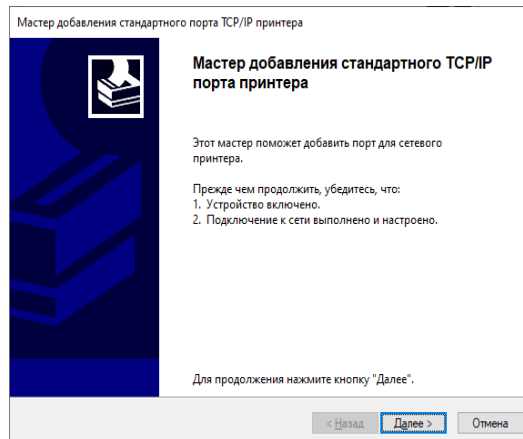 Мастер добавления стандартного порта TCP/IP принтера
Мастер добавления стандартного TCP/IP
порта принтера
Этот мастер поможет добавить порт для сетевого
принтера.
Прежде чем продолжить, убедитесь, что:
1. Устройство включено.
2. Подключение к сети выполнено и настроено.
Для продолжения нажмите кнопку "Далее".
< Назад Далее > Отмена